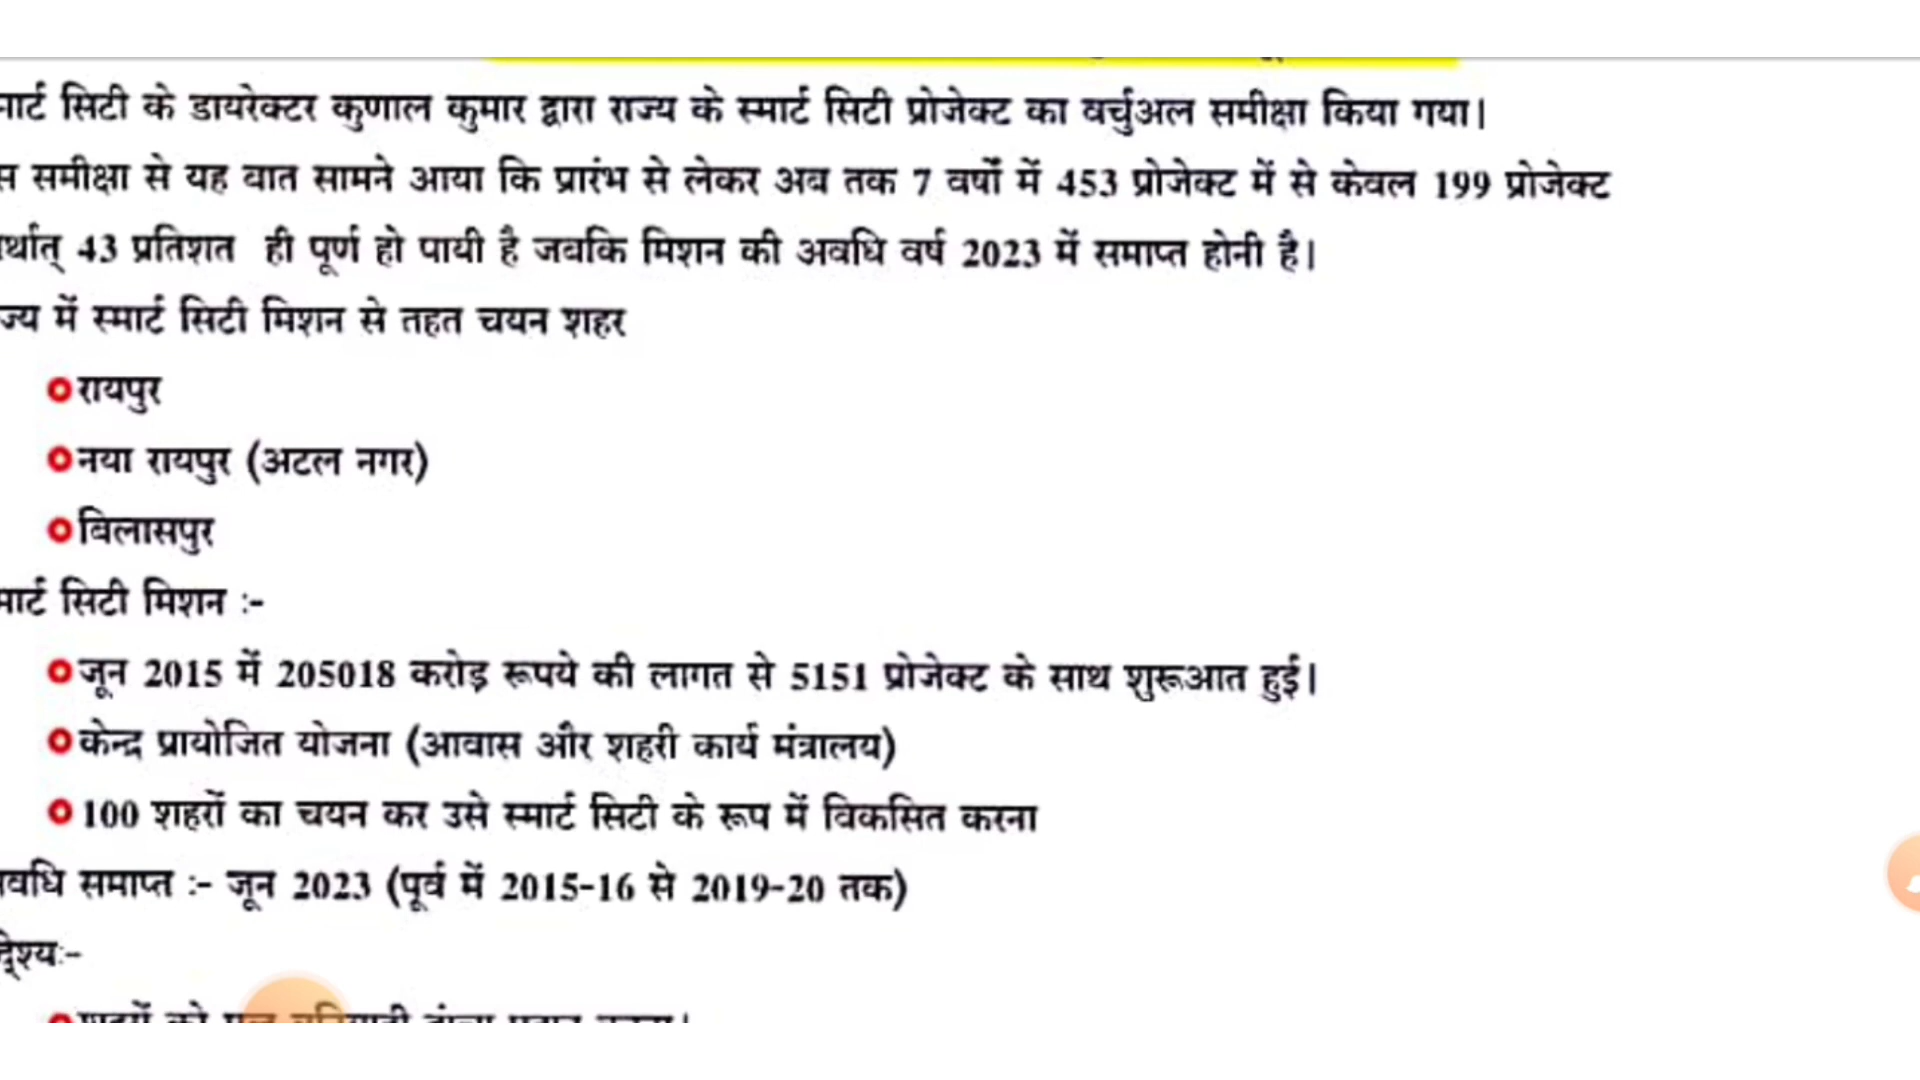 मार्ट सिटी के डायरेक्टर कुणाल कुमार द्वारा राज्य के स्मार्ट सिटी प्रोजेक्ट का वर्चुअल समीक्षा किया गया।
स समीक्षा से यह बात सामने आया कि प्रारंभ से लेकर अब तक 7 वर्षों में 453 प्रोजेक्ट में से केवल 199 प्रोजेक्ट
र्थात् 43 प्रतिशत ही पूर्ण हो पायी है जबकि मिशन की अवधि वर्ष 2023 में समाप्त होनी है।
ज्य में स्मार्ट सिटी मिशन से तहत चयन शहर
रायपुर
नया रायपुर (अटल नगर)
बिलासपुर
मार्ट सिटी मिशन :-
जून 2015 में 205018 करोड़ रूपये की लागत से 5151 प्रोजेक्ट के साथ शुरूआत हुई।
केन्द्र प्रायोजित योजना (आवास और शहरी कार्य मंत्रालय)
100 शहरों का चयन कर उसे स्मार्ट सिटी के रूप में विकसित करना
वधि समाप्त :- जून 2023 (पूर्व में 2015-16 से 2019-20 तक)
द्देश्य:-